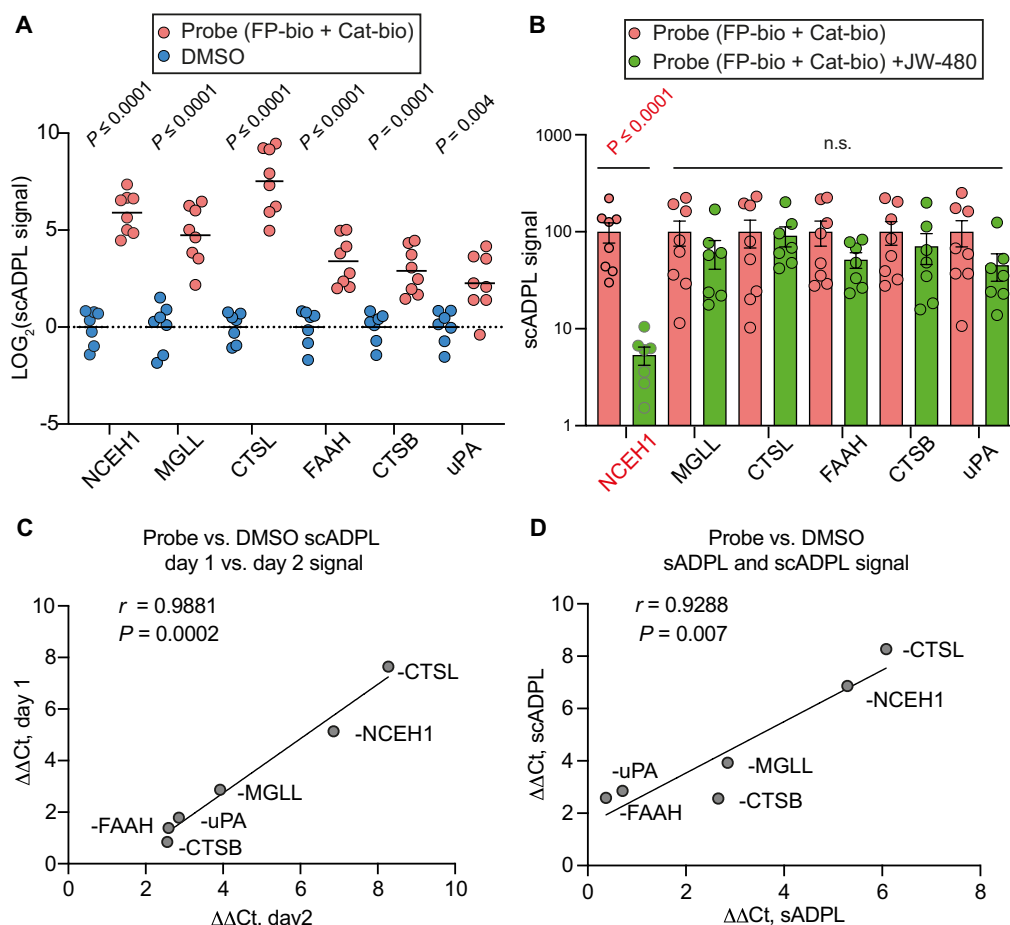 A
Probe (FP-bio + Cat-bio)
DMSO
P ≤ 0.0001
P ≤ 0.0001
P ≤ 0.0001
P ≤ 0.0001
P = 0.0001
P = 0.004
LOG2(scADPL signal)
10
5
0
-5
NCEH1
MGLL
CTSL
FAAH
CTSB
uPA
B
Probe (FP-bio + Cat-bio)
Probe (FP-bio + Cat-bio) +JW-480
P ≤ 0.0001
n.s.
scADPL signal
1000
100
10
1
NCEH1
MGLL
CTSL
FAAH
CTSB
uPA
C
Probe vs. DMSO scADPL
day 1 vs. day 2 signal
r = 0.9881
P = 0.0002
ΔΔCt, day 1
10
8
6
4
2
0
-CTSL
-NCEH1
-MGLL
-uPA
-FAAH
-CTSB
0 2 4 6 8 10
ΔΔCt, day2
D
Probe vs. DMSO
sADPL and scADPL signal
r = 0.9288
P = 0.007
ΔΔCt, scADPL
10
8
6
4
2
0
-CTSL
-NCEH1
-MGLL
-uPA
-CTSB
-FAAH
0 2 4 6 8
ΔΔCt, sADPL